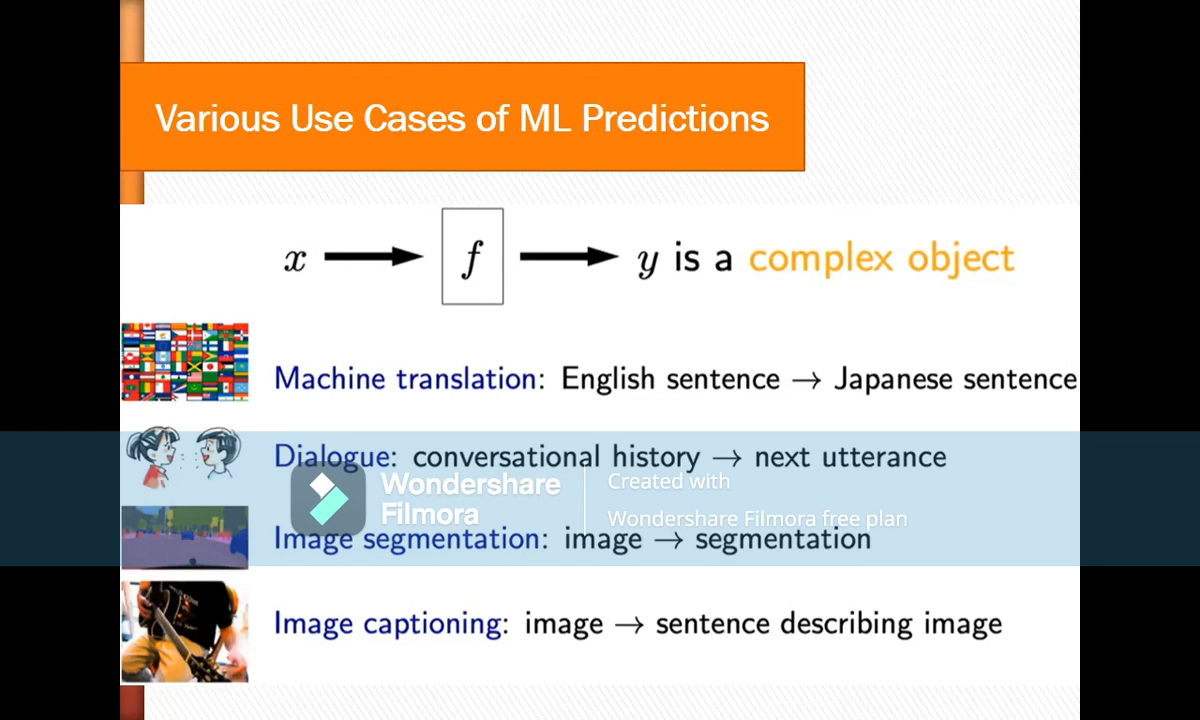 Various Use Cases of ML Predictions
x → f → y is a complex object
Machine translation: English sentence → Japanese sentence
Dialogue: conversational history → next utterance
Wondershare
Filmora
Created with
Wondershare Filmora free plan
Image segmentation: image → segmentation
Image captioning: image → sentence describing image